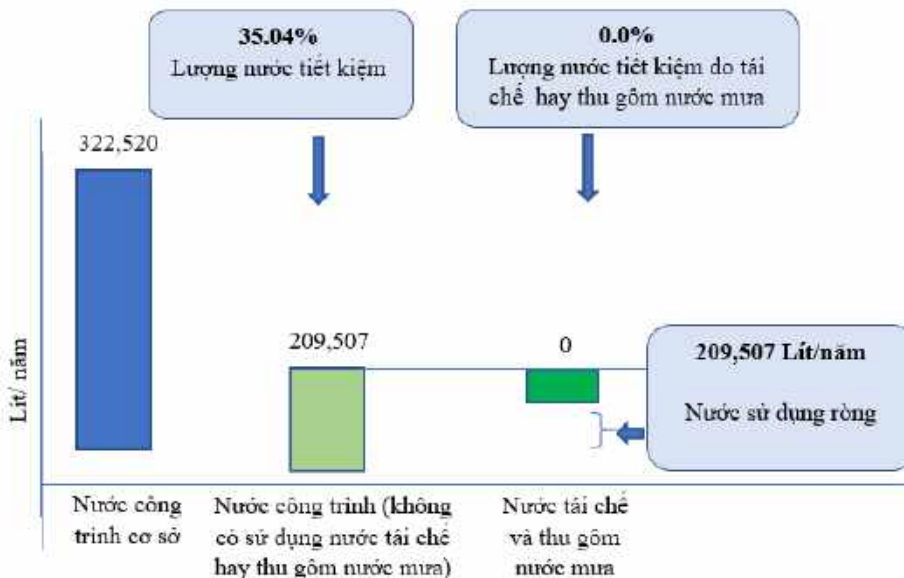 35.04%
Lượng nước tiết kiệm
0.0%
Lượng nước tiết kiệm do tái
chế hay thu gôm nước mưa
322,520
209,507
0
209,507 Lít/năm
Nước sử dụng ròng
Lít/ năm
Nước công
trình cơ sở
Nước công trình (không
có sử dụng nước tái chế
hay thu gôm nước mưa)
Nước tái chế
và thu gôm
nước mưa